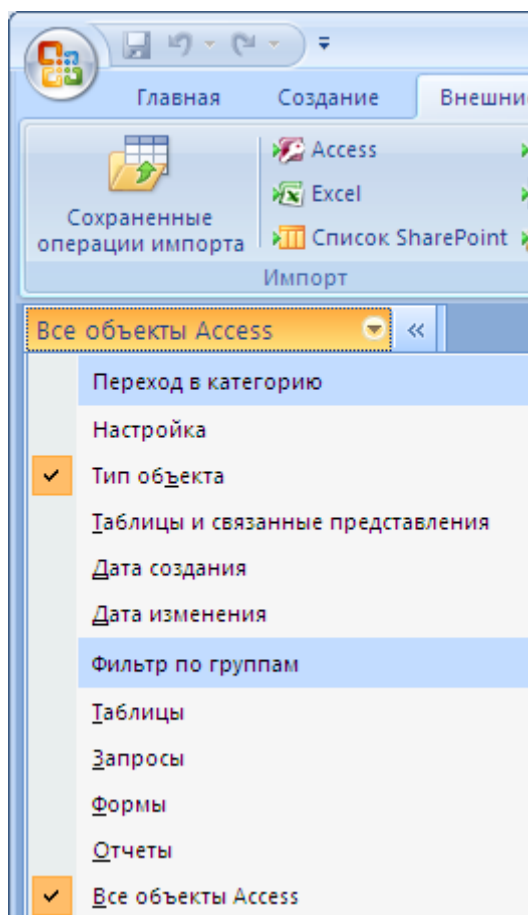 Главная Создание Внешни
Access
Excel
Сохраненные
операции импорта
Список SharePoint
Импорт
Все объекты Access
Переход в категорию
Настройка
Тип объекта
Таблицы и связанные представления
Дата создания
Дата изменения
Фильтр по группам
Таблицы
Запросы
Формы
Отчеты
Все объекты Access